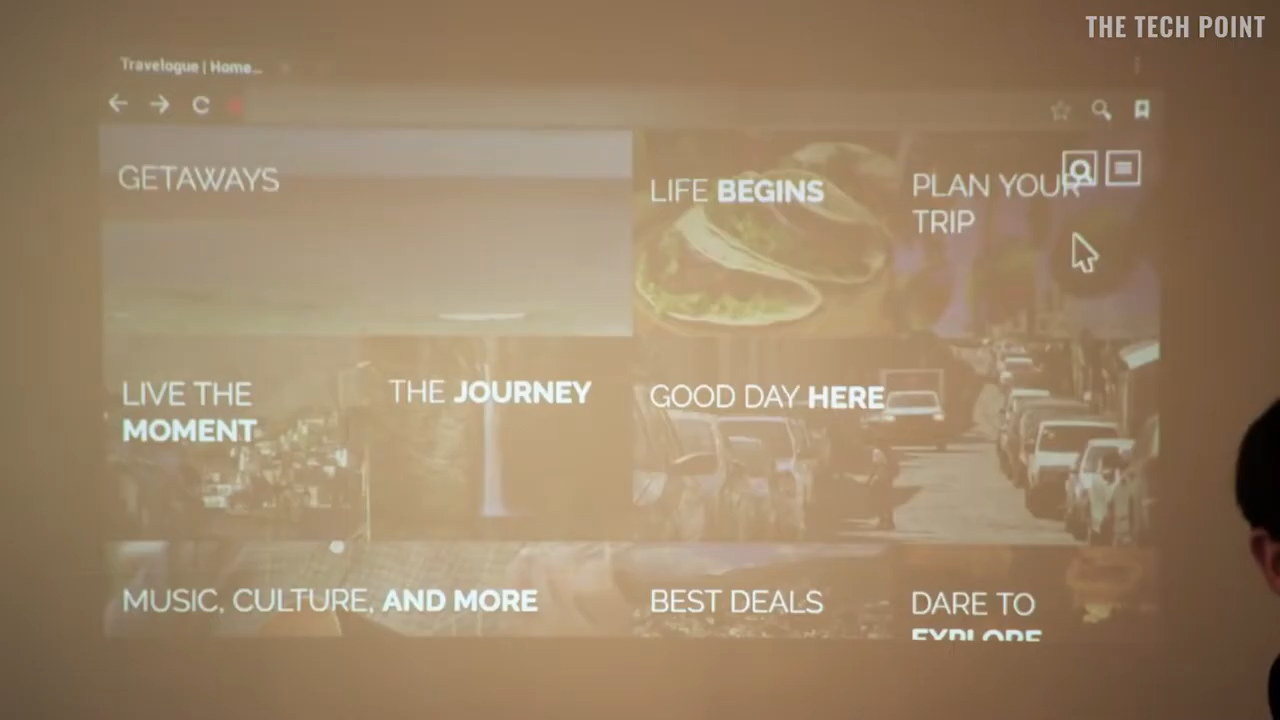 THE TECH POINT
Travelogue | Home...
GETAWAYS
LIFE BEGINS
PLAN YOUR
TRIP
LIVE THE
MOMENT
THE JOURNEY
GOOD DAY HERE
MUSIC, CULTURE, AND MORE
BEST DEALS
DARE TO
EXPLORE